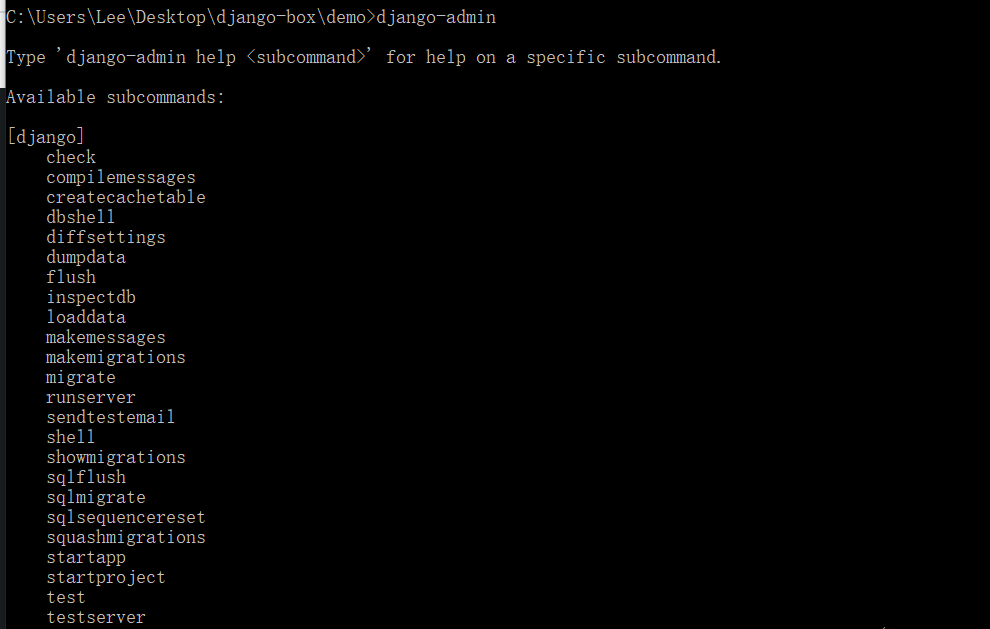 C:\Users\Lee\Desktop\django-box\demo>django-admin
Type 'django-admin help <subcommand>' for help on a specific subcommand.
Available subcommands:
[django]
check
compilemessages
createcachetable
dbshell
diffsettings
dumpdata
flush
inspectdb
loaddata
makemessages
makemigrations
migrate
runserver
sendtestemail
shell
showmigrations
sqlflush
sqlmigrate
sqlsequencereset
squashmigrations
startapp
startproject
test
testserver